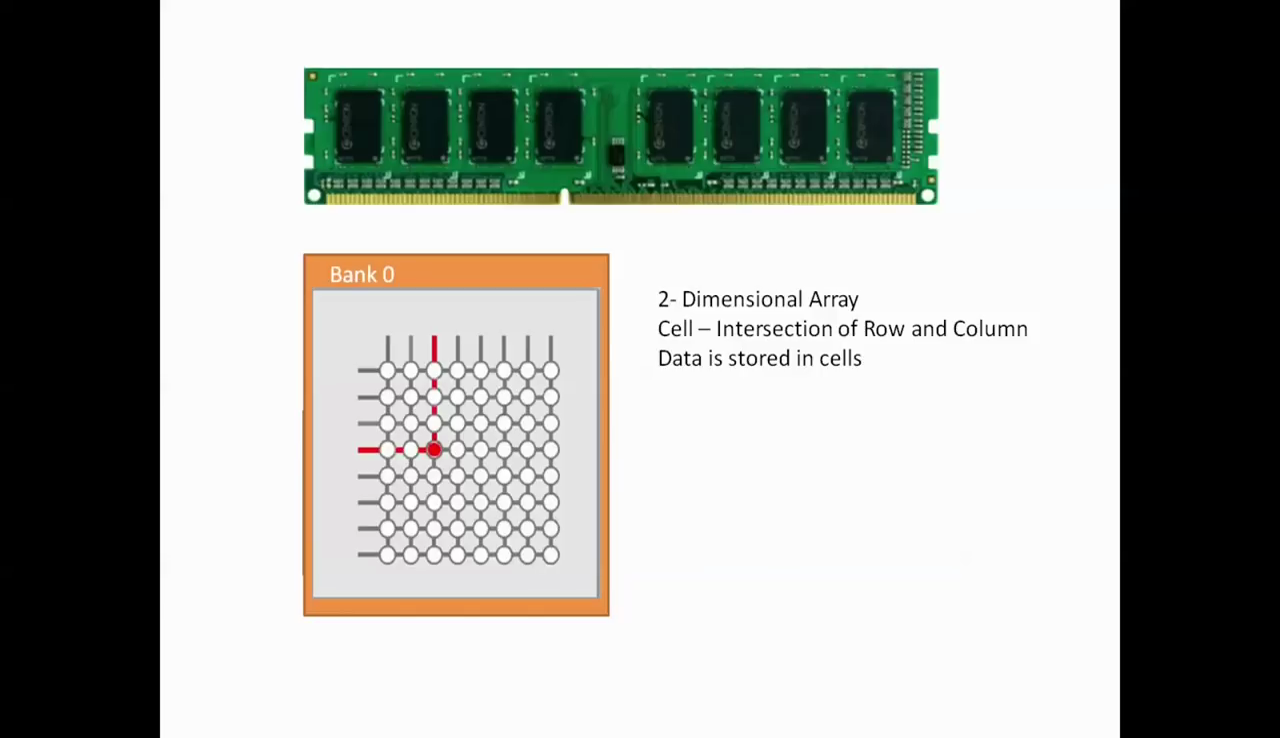 Bank 0
2- Dimensional Array
Cell – Intersection of Row and Column
Data is stored in cells